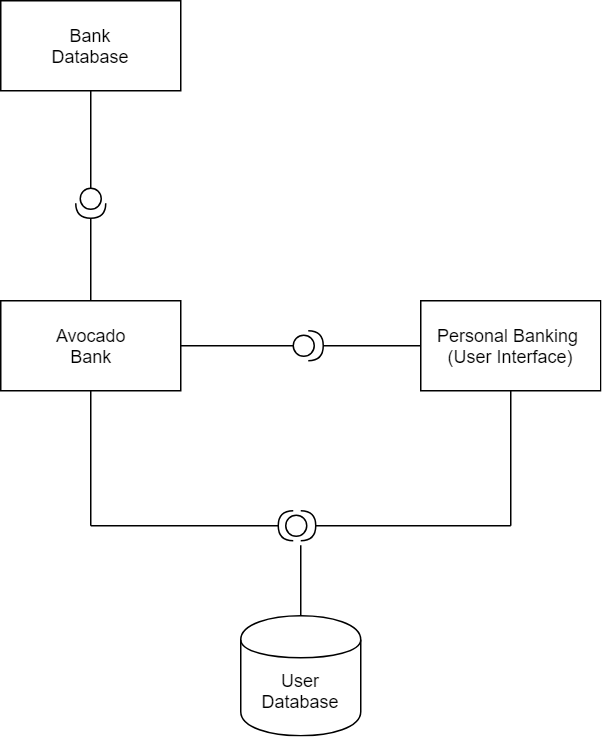 Bank
Database
Avocado
Bank
Personal Banking
(User Interface)
User
Database